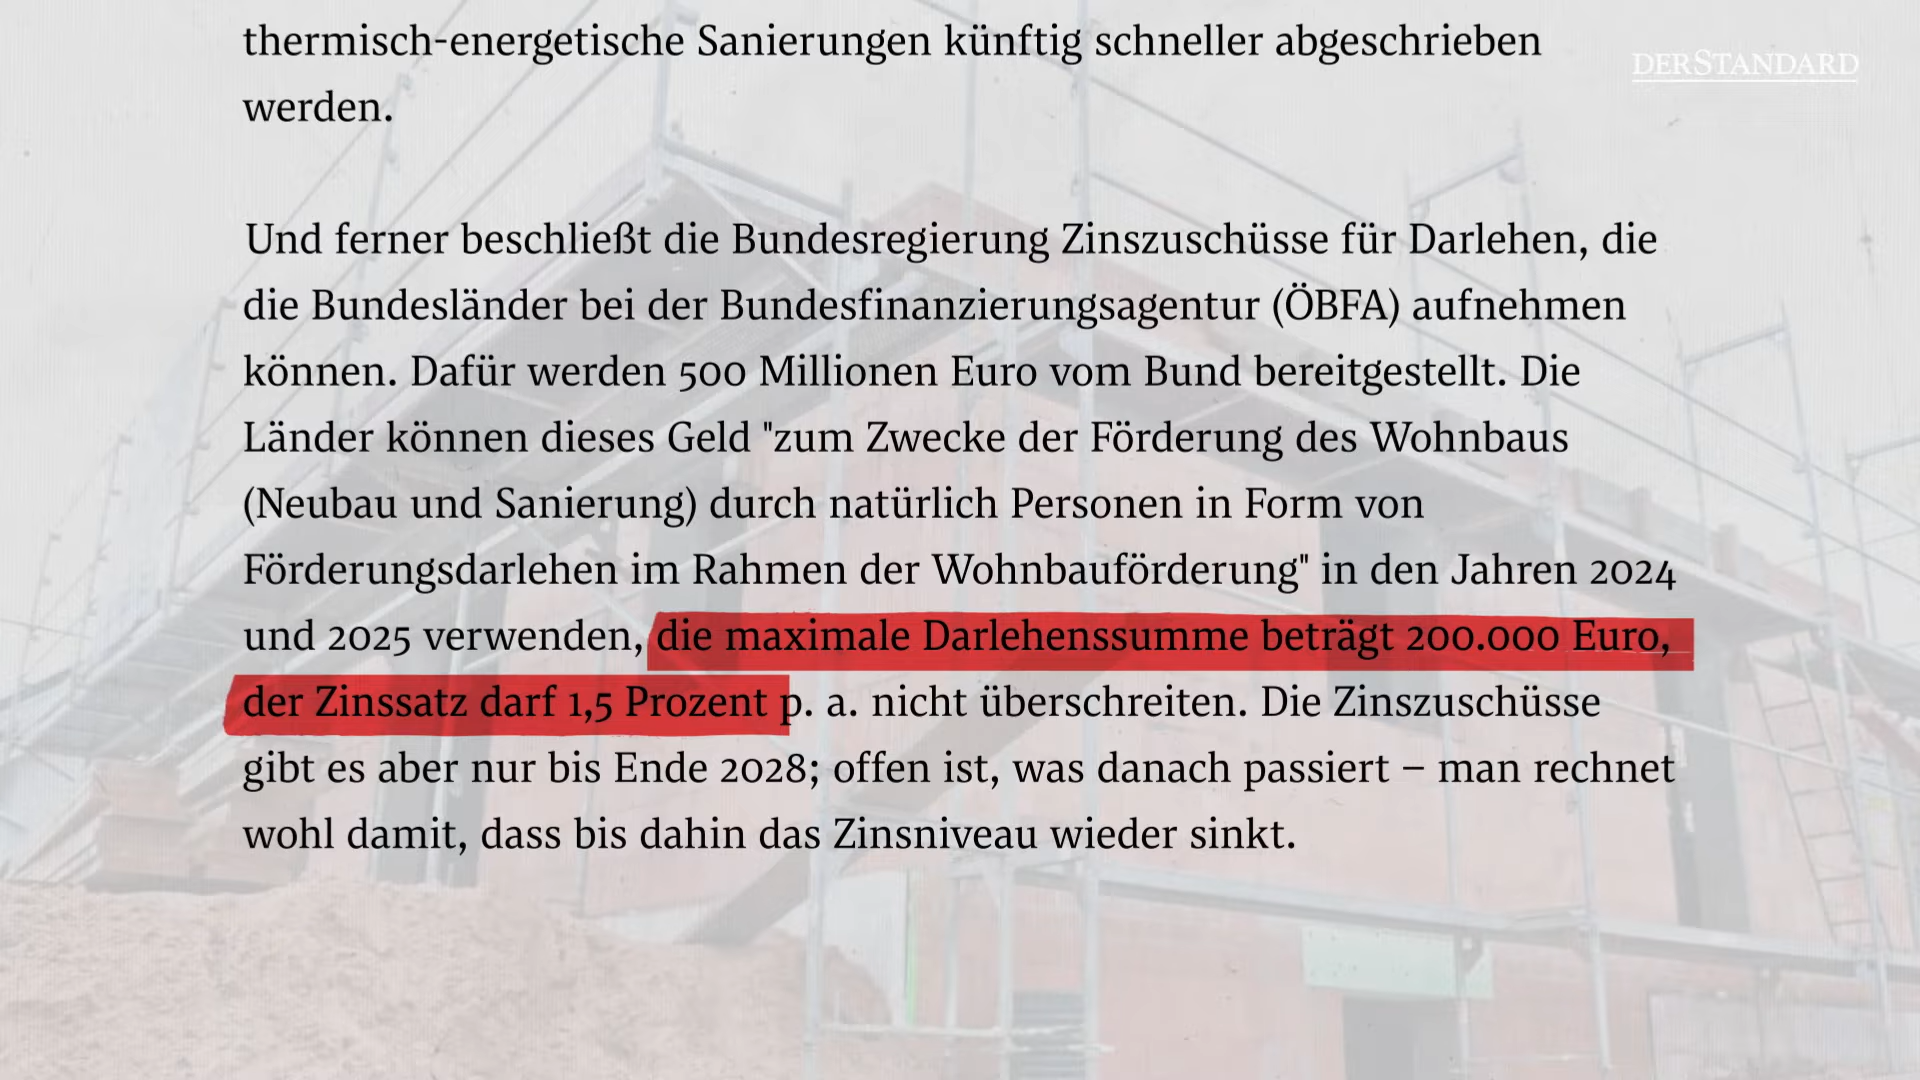 thermisch-energetische Sanierungen künftig schneller abgeschrieben
DERSTANDARD
werden.
Und ferner beschließt die Bundesregierung Zinszuschüsse für Darlehen, die
die Bundesländer bei der Bundesfinanzierungsagentur (ÖBFA) aufnehmen
können. Dafür werden 500 Millionen Euro vom Bund bereitgestellt. Die
Länder können dieses Geld "zum Zwecke der Förderung des Wohnbaus
(Neubau und Sanierung) durch natürlich Personen in Form von
Förderungsdarlehen im Rahmen der Wohnbauförderung" in den Jahren 2024
und 2025 verwenden, die maximale Darlehenssumme beträgt 200.000 Euro,
der Zinssatz darf 1,5 Prozent p. a. nicht überschreiten. Die Zinszuschüsse
gibt es aber nur bis Ende 2028; offen ist, was danach passiert – man rechnet
wohl damit, dass bis dahin das Zinsniveau wieder sinkt.